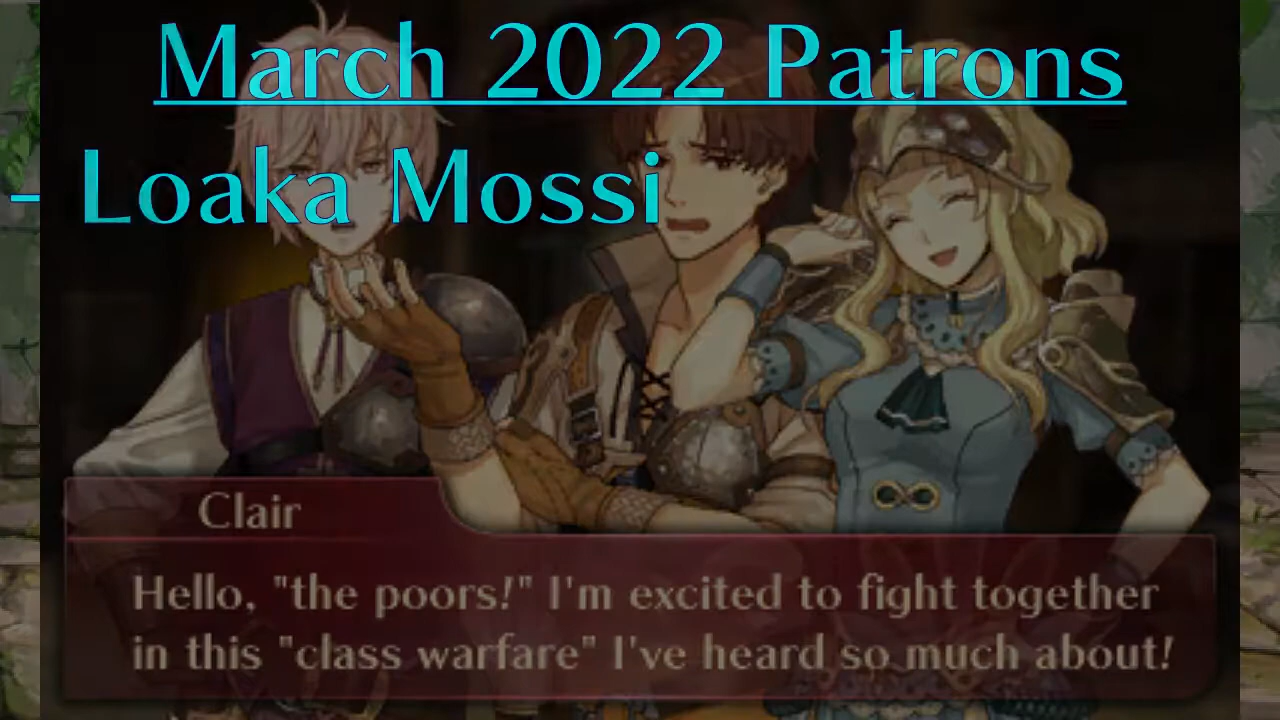 March 2022 Patrons
- Loaka Mossi
Clair
Hello, "the poors!" I'm excited to fight together
in this "class warfare" I've heard so much about!